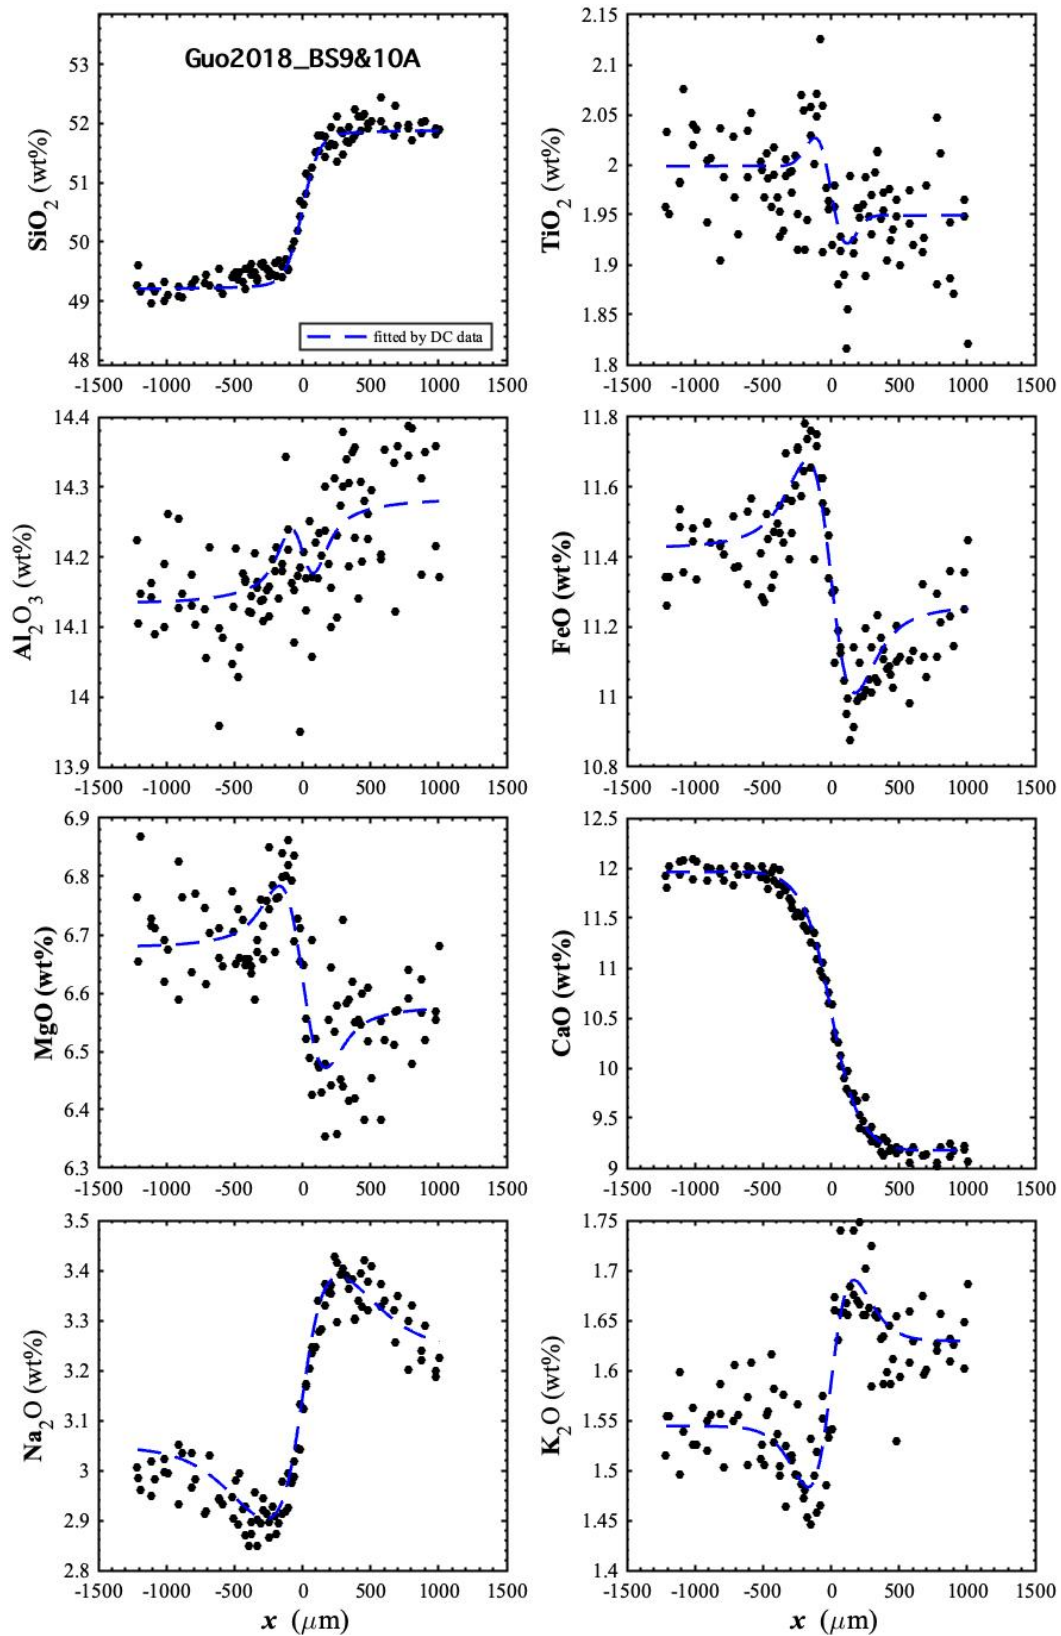 Guo2018_BS9&10A
SiO2 (wt%)
53
52
51
50
49
48
fitted by DC data
-1500 -1000 -500 0 500 1000 1500
TiO2 (wt%)
2.15
2.1
2.05
2
1.95
1.9
1.85
1.8
-1500 -1000 -500 0 500 1000 1500
Al2O3 (wt%)
14.4
14.3
14.2
14.1
14
13.9
-1500 -1000 -500 0 500 1000 1500
FeO (wt%)
11.8
11.6
11.4
11.2
11
10.8
-1500 -1000 -500 0 500 1000 1500
MgO (wt%)
6.9
6.8
6.7
6.6
6.5
6.4
6.3
-1500 -1000 -500 0 500 1000 1500
CaO (wt%)
12.5
12
11.5
11
10.5
10
9.5
9
-1500 -1000 -500 0 500 1000 1500
Na2O (wt%)
3.5
3.4
3.3
3.2
3.1
3
2.9
2.8
-1500 -1000 -500 0 500 1000 1500
x (μm)
K2O (wt%)
1.75
1.7
1.65
1.6
1.55
1.5
1.45
1.4
-1500 -1000 -500 0 500 1000 1500
x (μm)